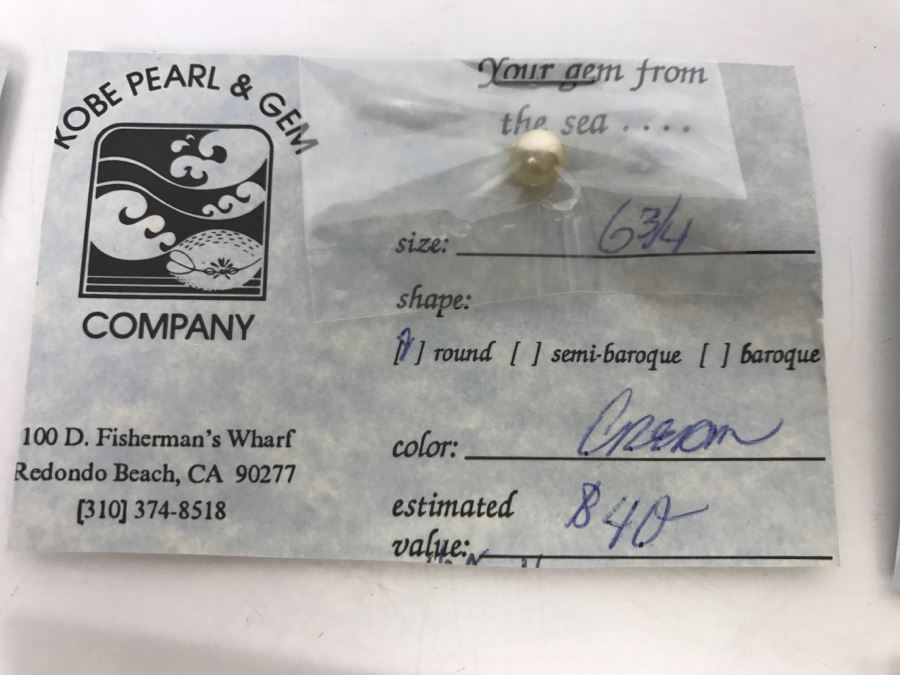 KOBE PEARL & GEM
COMPANY
100 D. Fisherman's Wharf
Redondo Beach, CA 90277
[310] 374-8518
Your gem from
the sea . . . .
size: 6 3/4
shape:
[✓] round [ ] semi-baroque [ ] baroque
color: Cream
estimated
value: $40